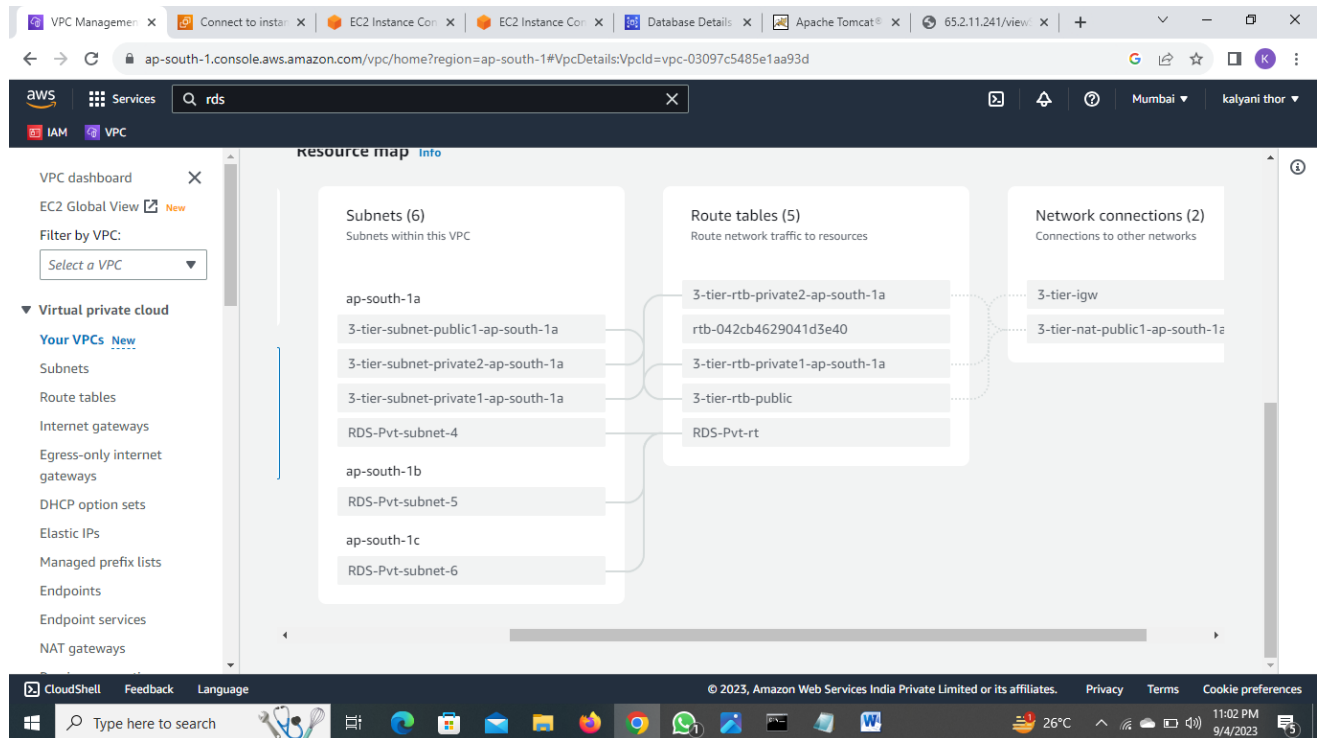 VPC Managemen
Connect to instan
EC2 Instance Con
EC2 Instance Con
Database Details
Apache Tomcat®
65.2.11.241/view
ap-south-1.console.aws.amazon.com/vpc/home?region=ap-south-1#VpcDetails:VpcId=vpc-03097c5485e1aa93d
G
K
aws
Services
rds
Mumbai
kalyani thor
IAM
VPC
VPC dashboard
EC2 Global View New
Filter by VPC:
Select a VPC
Virtual private cloud
Your VPCs New
Subnets
Route tables
Internet gateways
Egress-only internet
gateways
DHCP option sets
Elastic IPs
Managed prefix lists
Endpoints
Endpoint services
NAT gateways
Resource map Info
Subnets (6)
Subnets within this VPC
ap-south-1a
3-tier-subnet-public1-ap-south-1a
3-tier-subnet-private2-ap-south-1a
3-tier-subnet-private1-ap-south-1a
RDS-Pvt-subnet-4
ap-south-1b
RDS-Pvt-subnet-5
ap-south-1c
RDS-Pvt-subnet-6
Route tables (5)
Route network traffic to resources
3-tier-rtb-private2-ap-south-1a
rtb-042cb4629041d3e40
3-tier-rtb-private1-ap-south-1a
3-tier-rtb-public
RDS-Pvt-rt
Network connections (2)
Connections to other networks
3-tier-igw
3-tier-nat-public1-ap-south-1a
CloudShell Feedback Language
© 2023, Amazon Web Services India Private Limited or its affiliates. Privacy Terms Cookie preferences
Type here to search
26°C
11:02 PM
9/4/2023
5